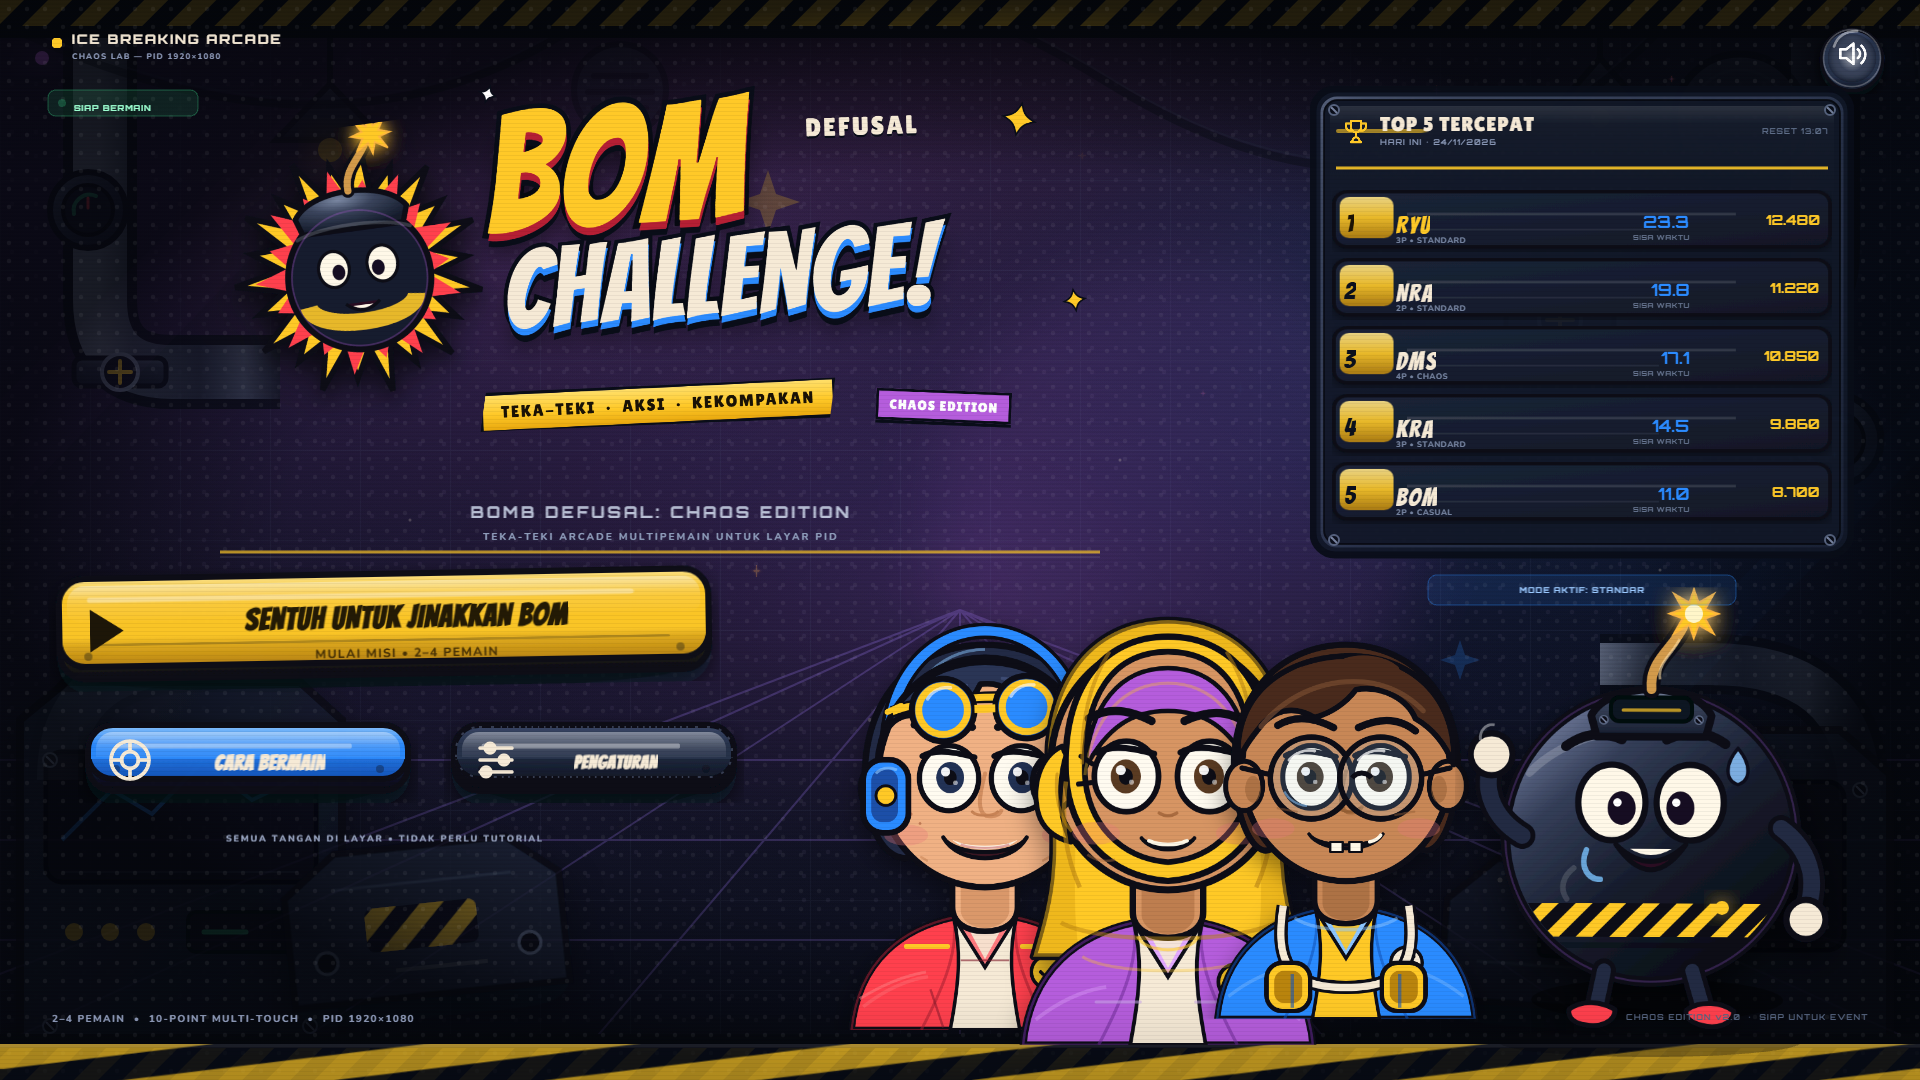 ICE BREAKING ARCADE
CHAOS LAB — PID 1920×1080
SIAP BERMAIN
BOM
DEFUSAL
CHALLENGE!
TEKA-TEKI · AKSI · KEKOMPAKAN
CHAOS EDITION
BOMB DEFUSAL: CHAOS EDITION
TEKA-TEKI ARCADE MULTIPEMAIN UNTUK LAYAR PID
SENTUH UNTUK JINAKKAN BOM
MULAI MISI • 2–4 PEMAIN
CARA BERMAIN
PENGATURAN
SEMUA TANGAN DI LAYAR • TIDAK PERLU TUTORIAL
2–4 PEMAIN • 10-POINT MULTI-TOUCH • PID 1920×1080
TOP 5 TERCEPAT
HARI INI · 24/11/2026
RESET 13:07
1 RYU 23.3 12.480
3P • STANDARD SISA WAKTU
2 NRA 19.8 11.220
2P • STANDARD SISA WAKTU
3 DMS 17.1 10.850
4P • CHAOS SISA WAKTU
4 KRA 14.5 9.860
3P • STANDARD SISA WAKTU
5 BOM 11.0 8.700
2P • CASUAL SISA WAKTU
MODE AKTIF: STANDAR
CHAOS EDITION · SIAP UNTUK EVENT